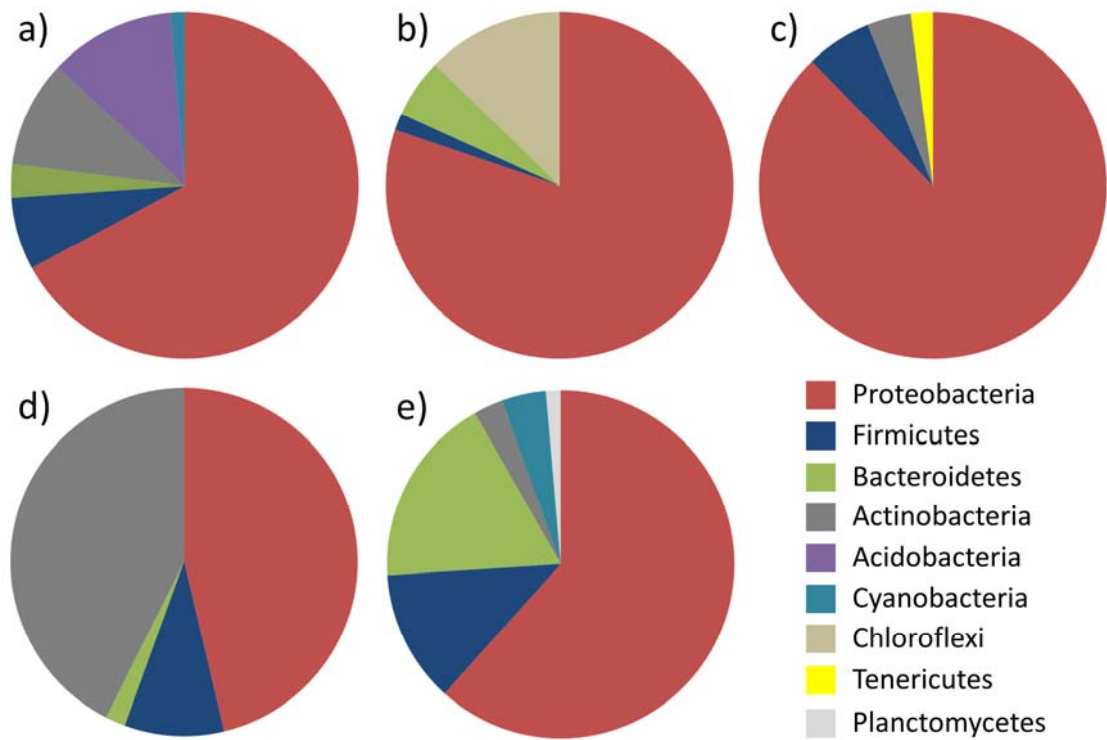 a)
b)
c)
d)
e)
Proteobacteria
Firmicutes
Bacteroidetes
Actinobacteria
Acidobacteria
Cyanobacteria
Chloroflexi
Tenericutes
Planctomycetes